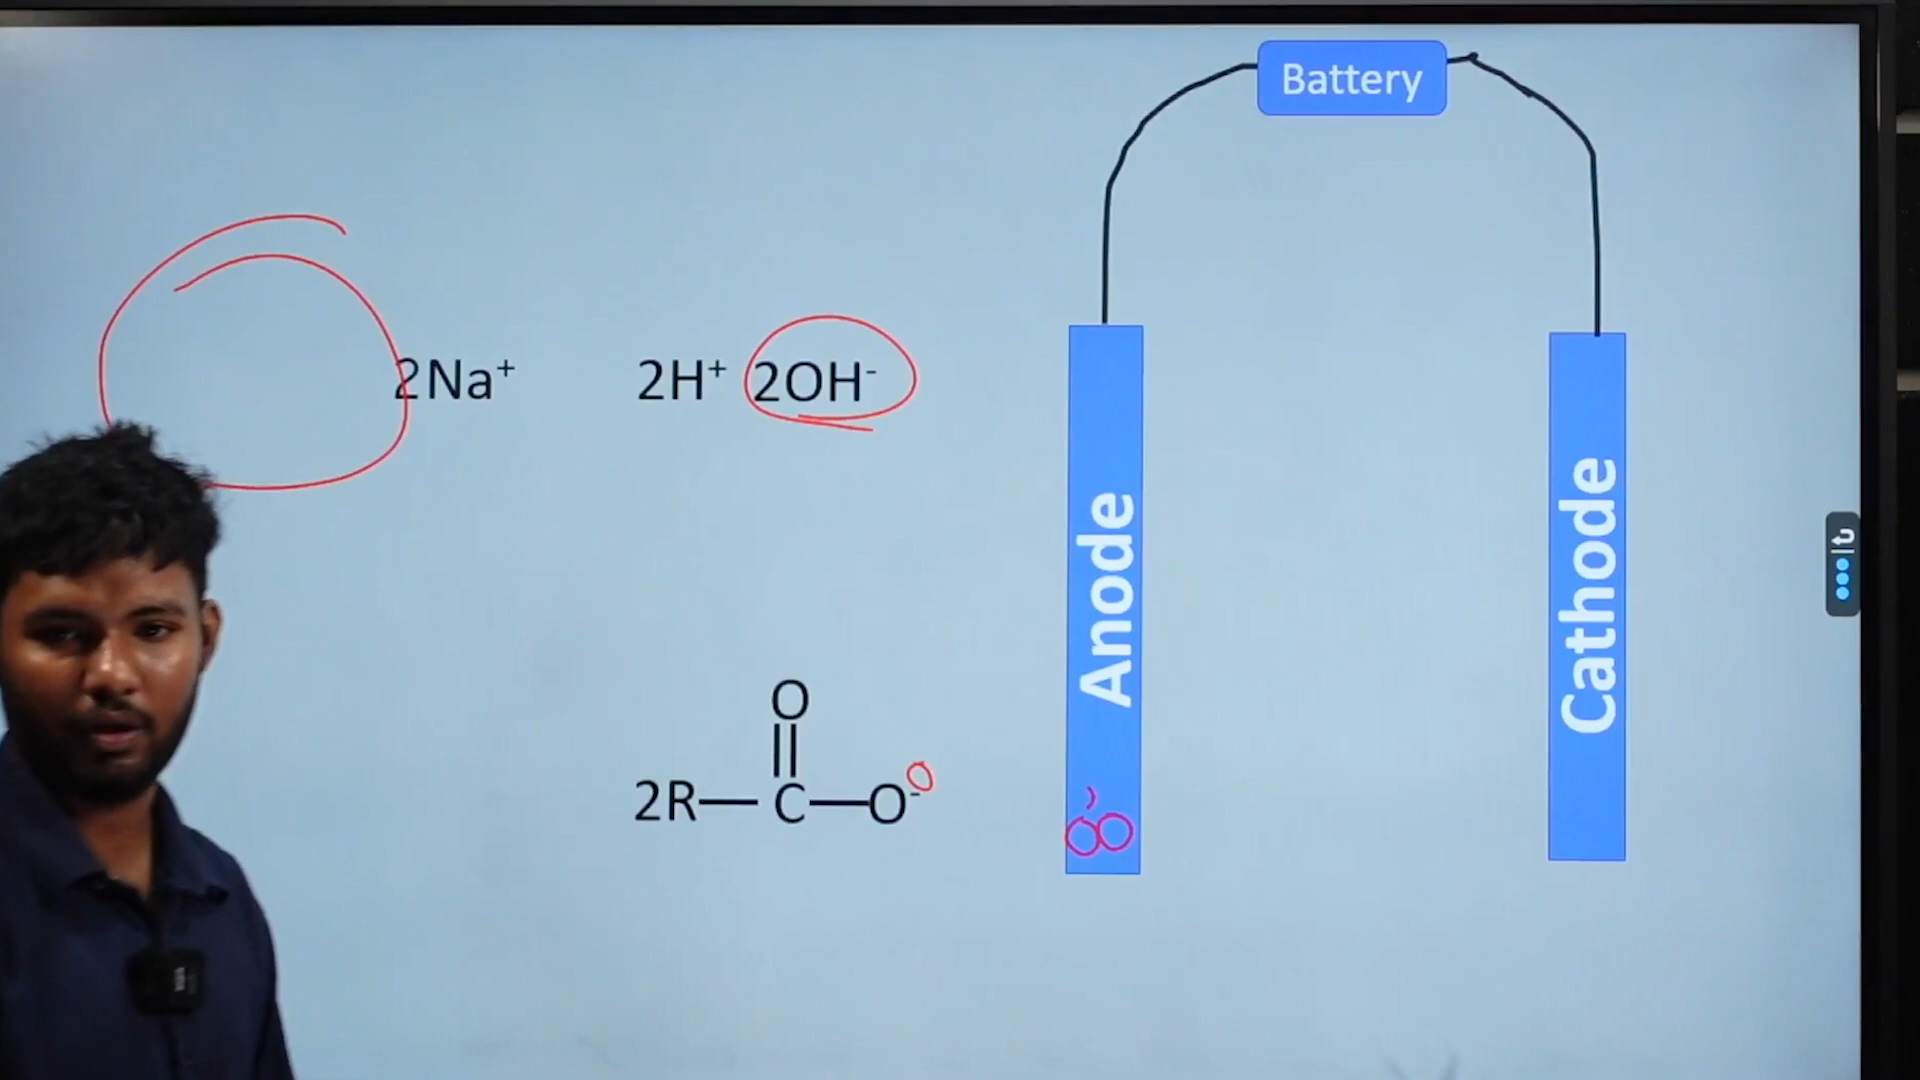 Battery
2Na⁺ 2H⁺ 2OH⁻
Anode
Cathode
O
2R—C—O⁻